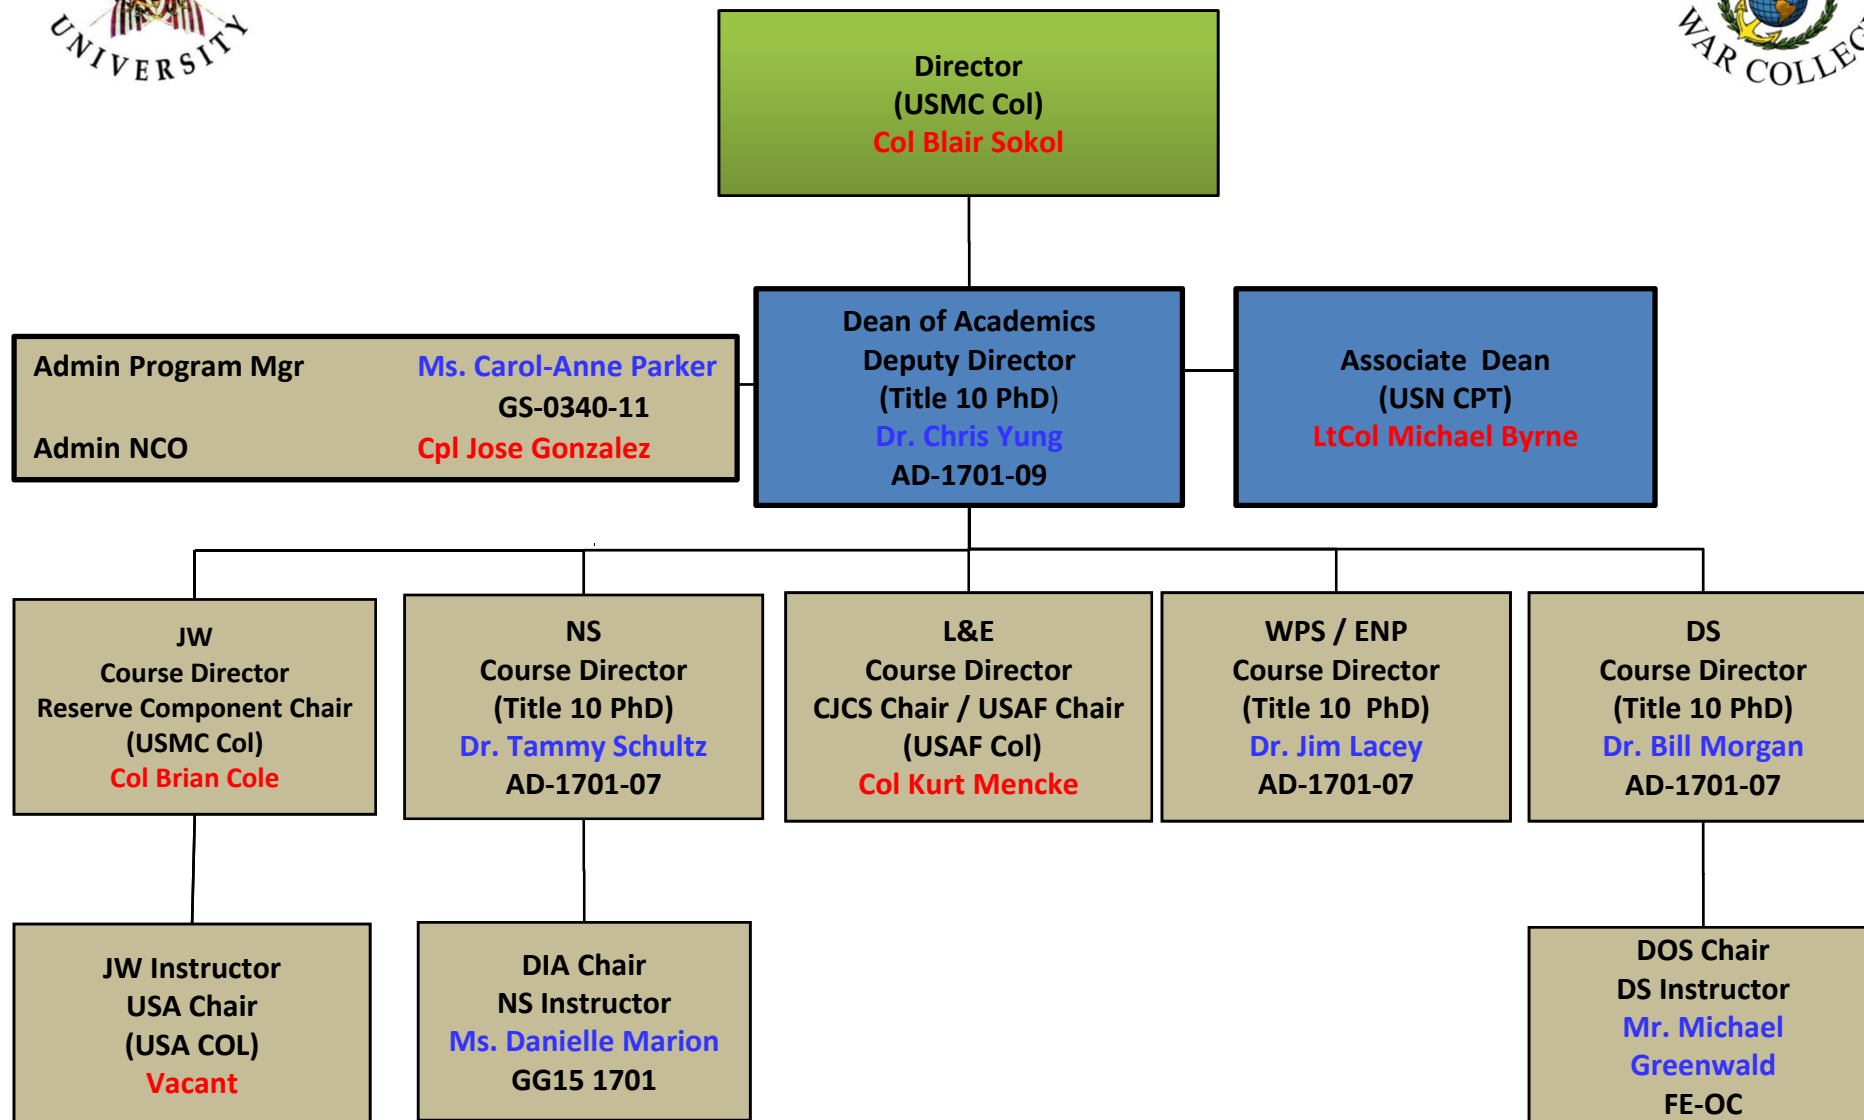 UNIVERSITY
WAR COLLEGE
Director
(USMC Col)
Col Blair Sokol
Admin Program Mgr Ms. Carol-Anne Parker
GS-0340-11
Admin NCO Cpl Jose Gonzalez
Dean of Academics
Deputy Director
(Title 10 PhD)
Dr. Chris Yung
AD-1701-09
Associate Dean
(USN CPT)
LtCol Michael Byrne
JW
Course Director
Reserve Component Chair
(USMC Col)
Col Brian Cole
NS
Course Director
(Title 10 PhD)
Dr. Tammy Schultz
AD-1701-07
L&E
Course Director
CJCS Chair / USAF Chair
(USAF Col)
Col Kurt Mencke
WPS / ENP
Course Director
(Title 10 PhD)
Dr. Jim Lacey
AD-1701-07
DS
Course Director
(Title 10 PhD)
Dr. Bill Morgan
AD-1701-07
JW Instructor
USA Chair
(USA COL)
Vacant
DIA Chair
NS Instructor
Ms. Danielle Marion
GG15 1701
DOS Chair
DS Instructor
Mr. Michael
Greenwald
FE-OC